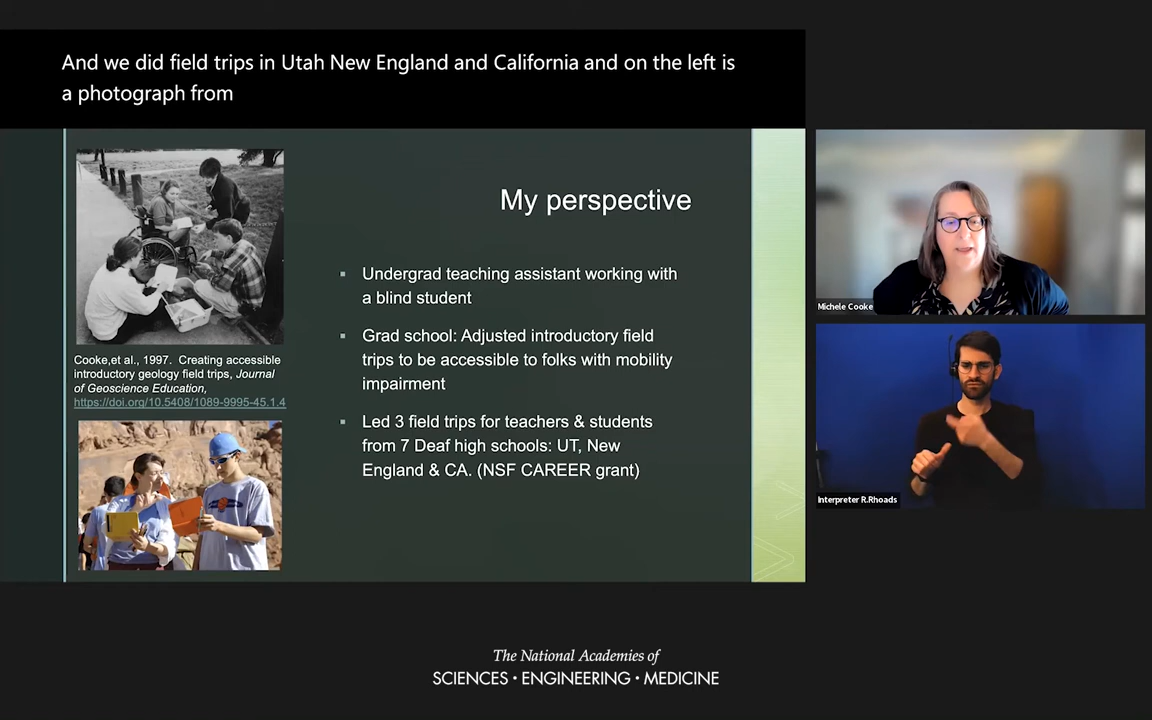 And we did field trips in Utah New England and California and on the left is
a photograph from
My perspective
▪ Undergrad teaching assistant working with
a blind student
▪ Grad school: Adjusted introductory field
trips to be accessible to folks with mobility
impairment
▪ Led 3 field trips for teachers & students
from 7 Deaf high schools: UT, New
England & CA. (NSF CAREER grant)
Cooke,et al., 1997. Creating accessible
introductory geology field trips, Journal
of Geoscience Education,
https://doi.org/10.5408/1089-9995-45.1.4
Michele Cooke
Interpreter R.Rhoads
The National Academies of
SCIENCES • ENGINEERING • MEDICINE